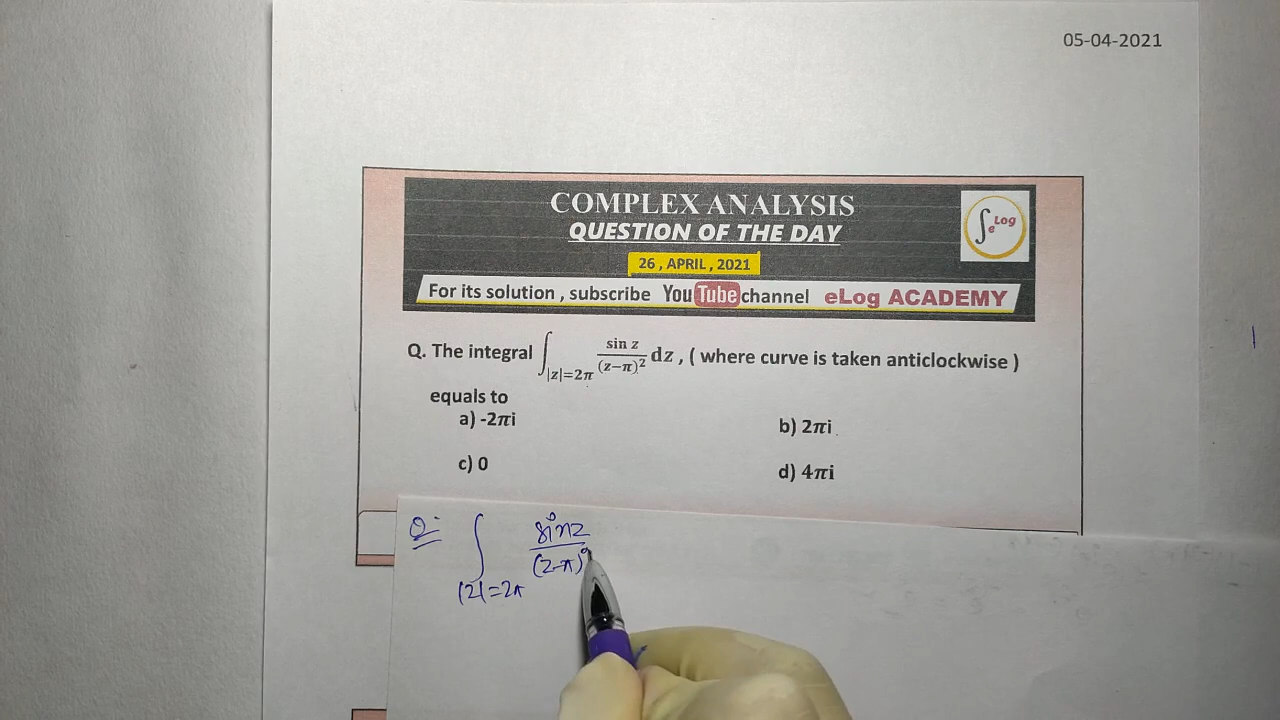 05-04-2021
COMPLEX ANALYSIS
QUESTION OF THE DAY
∫e Log
26 , APRIL , 2021
For its solution , subscribe YouTube channel eLog ACADEMY
Q. The integral ∫|z|=2π sin z/(z−π)² dz , ( where curve is taken anticlockwise )
equals to
a) -2πi
b) 2πi
c) 0
d) 4πi
Q:- ∫|z|=2π sinz/(z-π)